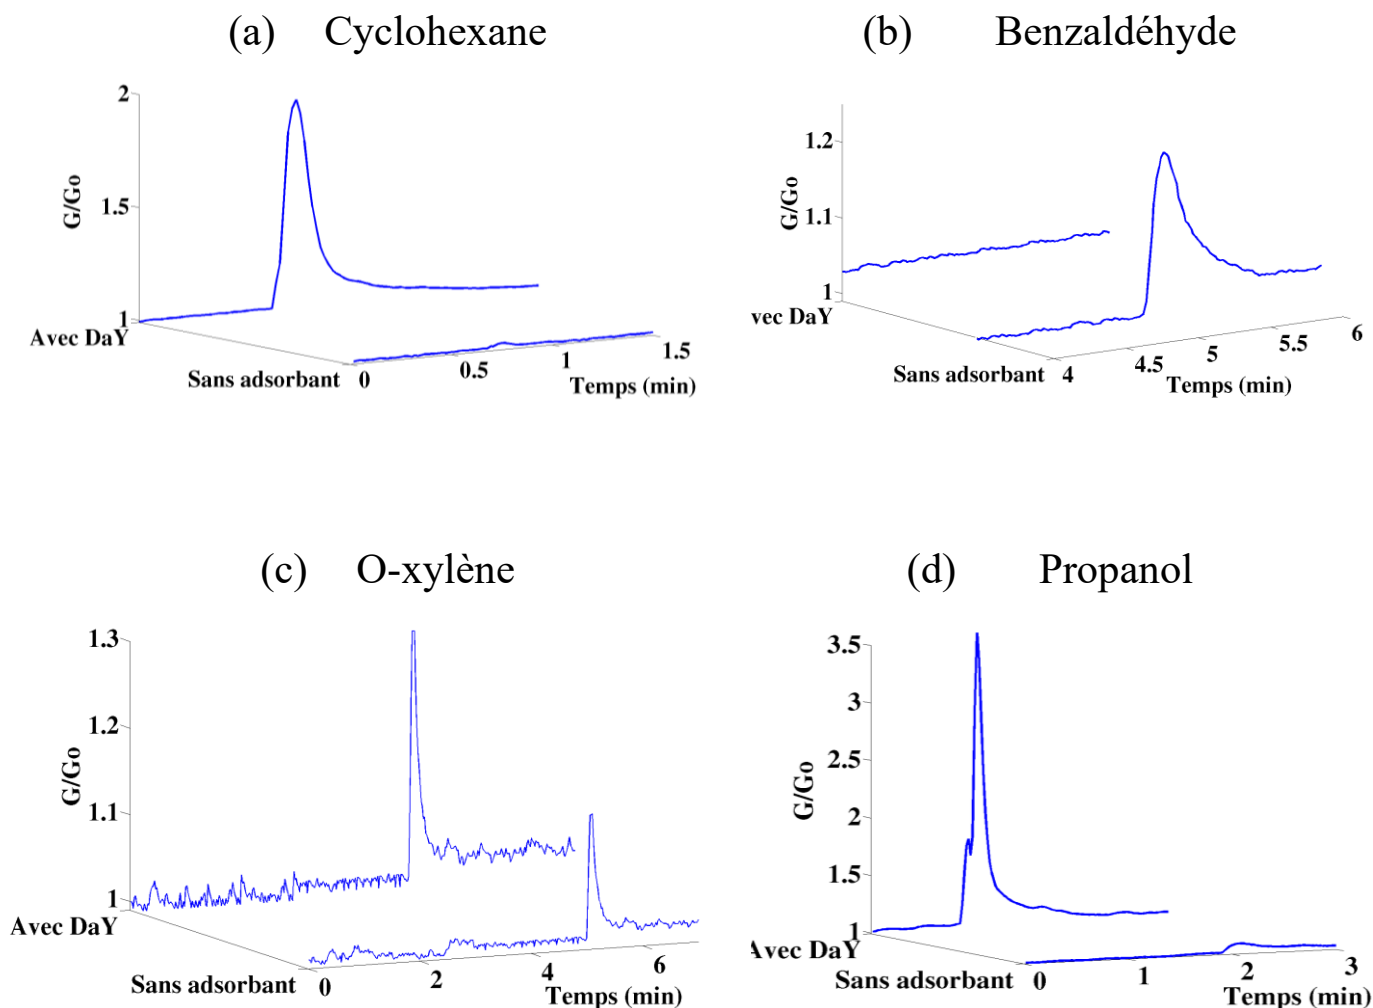 (a) Cyclohexane
2
1.5
1
G/Go
Avec DaY
Sans adsorbant
0
0.5
1
1.5
Temps (min)
(b) Benzaldéhyde
1.2
1.1
1
G/Go
vec DaY
Sans adsorbant
4
4.5
5
5.5
6
Temps (min)
(c) O-xylène
1.3
1.2
1.1
1
G/Go
Avec DaY
Sans adsorbant
0
2
4
6
Temps (min)
(d) Propanol
3.5
3
2.5
2
1.5
1
G/Go
Avec DaY
Sans adsorbant
0
1
2
3
Temps (min)